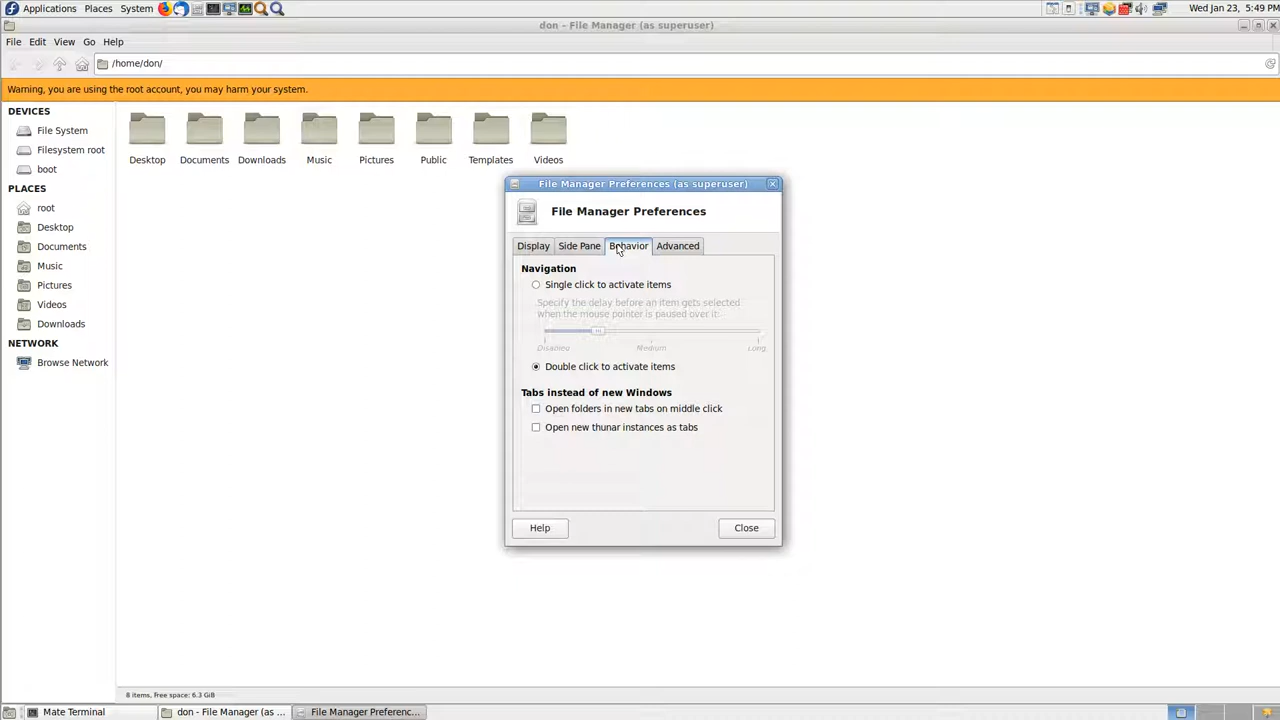 Applications Places System Wed Jan 23, 5:49 PM
don - File Manager (as superuser)
File Edit View Go Help
/home/don/
Warning, you are using the root account, you may harm your system.
DEVICES
File System
Filesystem root
boot
PLACES
root
Desktop
Documents
Music
Pictures
Videos
Downloads
NETWORK
Browse Network
Desktop Documents Downloads Music Pictures Public Templates Videos
File Manager Preferences (as superuser)
File Manager Preferences
Display Side Pane Behavior Advanced
Navigation
Single click to activate items
Specify the delay before an item gets selected
when the mouse pointer is paused over it:
Disabled Medium Long
Double click to activate items
Tabs instead of new Windows
Open folders in new tabs on middle click
Open new thunar instances as tabs
Help Close
8 items, Free space: 6.3 GiB
Mate Terminal don - File Manager (as ... File Manager Preferenc...